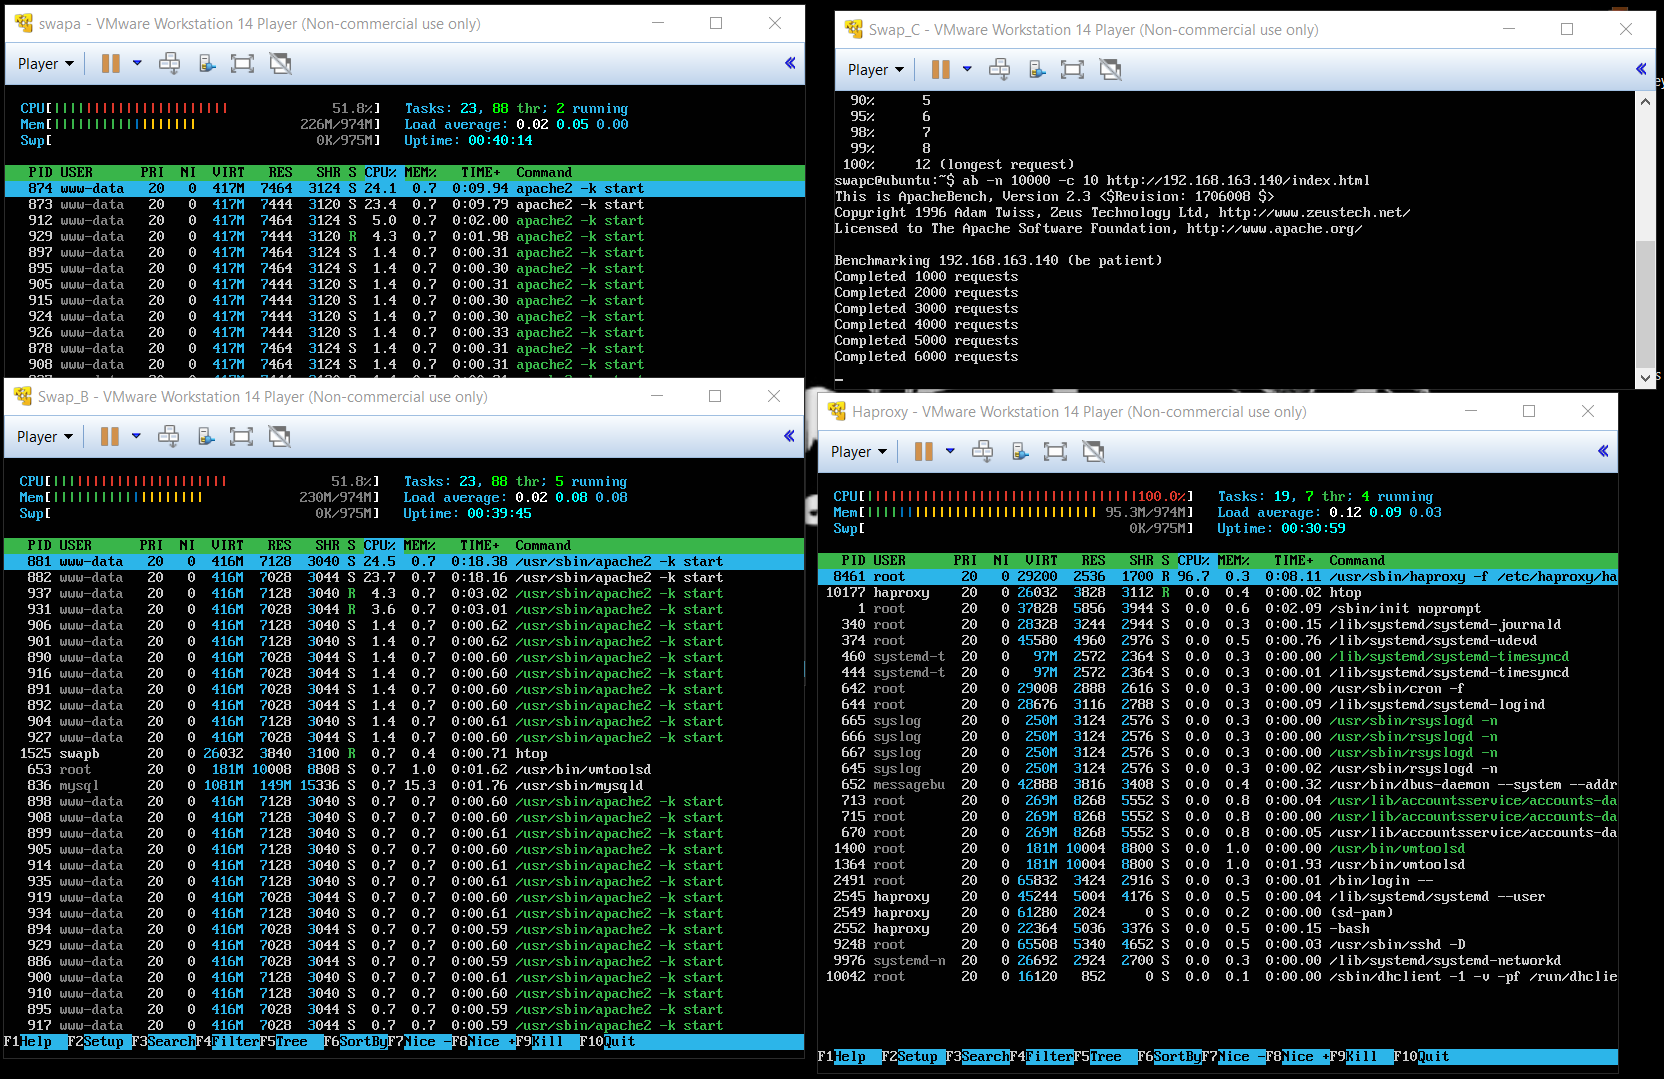 swapa - VMware Workstation 14 Player (Non-commercial use only)
Player
CPU[ 51.8%] Tasks: 23, 88 thr; 2 running
Mem[ 226M/974M] Load average: 0.02 0.05 0.00
Swp[ 0K/975M] Uptime: 00:40:14
PID USER PRI NI VIRT RES SHR S CPU% MEM% TIME+ Command
874 www-data 20 0 417M 7464 3124 S 24.1 0.7 0:09.94 apache2 -k start
873 www-data 20 0 417M 7444 3120 S 23.4 0.7 0:09.79 apache2 -k start
912 www-data 20 0 417M 7464 3124 S 5.0 0.7 0:02.00 apache2 -k start
929 www-data 20 0 417M 7444 3120 R 4.3 0.7 0:01.98 apache2 -k start
897 www-data 20 0 417M 7464 3124 S 1.4 0.7 0:00.31 apache2 -k start
895 www-data 20 0 417M 7464 3124 S 1.4 0.7 0:00.30 apache2 -k start
905 www-data 20 0 417M 7464 3124 S 1.4 0.7 0:00.31 apache2 -k start
915 www-data 20 0 417M 7464 3124 S 1.4 0.7 0:00.30 apache2 -k start
924 www-data 20 0 417M 7444 3120 S 1.4 0.7 0:00.30 apache2 -k start
926 www-data 20 0 417M 7444 3120 S 1.4 0.7 0:00.33 apache2 -k start
878 www-data 20 0 417M 7464 3124 S 1.4 0.7 0:00.31 apache2 -k start
908 www-data 20 0 417M 7464 3124 S 1.4 0.7 0:00.31 apache2 -k start
Swap_C - VMware Workstation 14 Player (Non-commercial use only)
Player
90% 5
95% 6
98% 7
99% 8
100% 12 (longest request)
swapc@ubuntu:~$ ab -n 10000 -c 10 http://192.168.163.140/index.html
This is ApacheBench, Version 2.3 <$Revision: 1706008 $>
Copyright 1996 Adam Twiss, Zeus Technology Ltd, http://www.zeustech.net/
Licensed to The Apache Software Foundation, http://www.apache.org/
Benchmarking 192.168.163.140 (be patient)
Completed 1000 requests
Completed 2000 requests
Completed 3000 requests
Completed 4000 requests
Completed 5000 requests
Completed 6000 requests
Swap_B - VMware Workstation 14 Player (Non-commercial use only)
Player
CPU[ 51.8%] Tasks: 23, 88 thr; 5 running
Mem[ 230M/974M] Load average: 0.02 0.08 0.08
Swp[ 0K/975M] Uptime: 00:39:45
PID USER PRI NI VIRT RES SHR S CPU% MEM% TIME+ Command
881 www-data 20 0 416M 7128 3040 S 24.5 0.7 0:18.38 /usr/sbin/apache2 -k start
882 www-data 20 0 416M 7028 3044 S 23.7 0.7 0:18.16 /usr/sbin/apache2 -k start
937 www-data 20 0 416M 7128 3040 R 4.3 0.7 0:03.02 /usr/sbin/apache2 -k start
931 www-data 20 0 416M 7028 3044 R 3.6 0.7 0:03.01 /usr/sbin/apache2 -k start
906 www-data 20 0 416M 7128 3040 S 1.4 0.7 0:00.62 /usr/sbin/apache2 -k start
901 www-data 20 0 416M 7128 3040 S 1.4 0.7 0:00.62 /usr/sbin/apache2 -k start
890 www-data 20 0 416M 7028 3044 S 1.4 0.7 0:00.60 /usr/sbin/apache2 -k start
916 www-data 20 0 416M 7128 3040 S 1.4 0.7 0:00.60 /usr/sbin/apache2 -k start
891 www-data 20 0 416M 7028 3044 S 1.4 0.7 0:00.60 /usr/sbin/apache2 -k start
892 www-data 20 0 416M 7028 3044 S 1.4 0.7 0:00.60 /usr/sbin/apache2 -k start
904 www-data 20 0 416M 7128 3040 S 1.4 0.7 0:00.61 /usr/sbin/apache2 -k start
927 www-data 20 0 416M 7028 3044 S 1.4 0.7 0:00.60 /usr/sbin/apache2 -k start
1525 swapb 20 0 26032 3840 3100 R 0.7 0.4 0:00.71 htop
653 root 20 0 181M 10008 8808 S 0.7 1.0 0:01.62 /usr/bin/vmtoolsd
836 mysql 20 0 1081M 149M 15336 S 0.7 15.3 0:01.76 /usr/sbin/mysqld
898 www-data 20 0 416M 7128 3040 S 0.7 0.7 0:00.60 /usr/sbin/apache2 -k start
908 www-data 20 0 416M 7128 3040 S 0.7 0.7 0:00.60 /usr/sbin/apache2 -k start
899 www-data 20 0 416M 7128 3040 S 0.7 0.7 0:00.61 /usr/sbin/apache2 -k start
905 www-data 20 0 416M 7128 3040 S 0.7 0.7 0:00.60 /usr/sbin/apache2 -k start
914 www-data 20 0 416M 7128 3040 S 0.7 0.7 0:00.61 /usr/sbin/apache2 -k start
935 www-data 20 0 416M 7128 3040 S 0.7 0.7 0:00.61 /usr/sbin/apache2 -k start
919 www-data 20 0 416M 7028 3044 S 0.7 0.7 0:00.60 /usr/sbin/apache2 -k start
934 www-data 20 0 416M 7128 3040 S 0.7 0.7 0:00.61 /usr/sbin/apache2 -k start
894 www-data 20 0 416M 7028 3044 S 0.7 0.7 0:00.59 /usr/sbin/apache2 -k start
929 www-data 20 0 416M 7028 3044 S 0.7 0.7 0:00.60 /usr/sbin/apache2 -k start
886 www-data 20 0 416M 7028 3044 S 0.7 0.7 0:00.59 /usr/sbin/apache2 -k start
900 www-data 20 0 416M 7128 3040 S 0.7 0.7 0:00.61 /usr/sbin/apache2 -k start
910 www-data 20 0 416M 7128 3040 S 0.7 0.7 0:00.60 /usr/sbin/apache2 -k start
895 www-data 20 0 416M 7028 3044 S 0.7 0.7 0:00.59 /usr/sbin/apache2 -k start
917 www-data 20 0 416M 7028 3044 S 0.7 0.7 0:00.59 /usr/sbin/apache2 -k start
F1Help F2Setup F3SearchF4FilterF5Tree F6SortByF7Nice -F8Nice +F9Kill F10Quit
Haproxy - VMware Workstation 14 Player (Non-commercial use only)
Player
CPU[ 100.0%] Tasks: 19, 7 thr; 4 running
Mem[ 95.3M/974M] Load average: 0.12 0.09 0.03
Swp[ 0K/975M] Uptime: 00:30:59
PID USER PRI NI VIRT RES SHR S CPU% MEM% TIME+ Command
8461 root 20 0 29200 2536 1700 R 96.7 0.3 0:08.11 /usr/sbin/haproxy -f /etc/haproxy/ha
10177 haproxy 20 0 26032 3828 3112 R 0.0 0.4 0:00.02 htop
1 root 20 0 37828 5856 3944 S 0.0 0.6 0:02.09 /sbin/init noprompt
340 root 20 0 28328 3244 2944 S 0.0 0.3 0:00.15 /lib/systemd/systemd-journald
374 root 20 0 45580 4960 2976 S 0.0 0.5 0:00.76 /lib/systemd/systemd-udevd
460 systemd-t 20 0 97M 2572 2364 S 0.0 0.3 0:00.00 /lib/systemd/systemd-timesyncd
444 systemd-t 20 0 97M 2572 2364 S 0.0 0.3 0:00.01 /lib/systemd/systemd-timesyncd
642 root 20 0 29008 2888 2616 S 0.0 0.3 0:00.00 /usr/sbin/cron -f
644 root 20 0 28676 3116 2788 S 0.0 0.3 0:00.09 /lib/systemd/systemd-logind
665 syslog 20 0 250M 3124 2576 S 0.0 0.3 0:00.00 /usr/sbin/rsyslogd -n
666 syslog 20 0 250M 3124 2576 S 0.0 0.3 0:00.00 /usr/sbin/rsyslogd -n
667 syslog 20 0 250M 3124 2576 S 0.0 0.3 0:00.00 /usr/sbin/rsyslogd -n
645 syslog 20 0 250M 3124 2576 S 0.0 0.3 0:00.02 /usr/sbin/rsyslogd -n
652 messagebu 20 0 42888 3816 3408 S 0.0 0.4 0:00.32 /usr/bin/dbus-daemon --system --addr
713 root 20 0 269M 8268 5552 S 0.0 0.8 0:00.04 /usr/lib/accountsservice/accounts-da
715 root 20 0 269M 8268 5552 S 0.0 0.8 0:00.00 /usr/lib/accountsservice/accounts-da
670 root 20 0 269M 8268 5552 S 0.0 0.8 0:00.05 /usr/lib/accountsservice/accounts-da
1400 root 20 0 181M 10004 8800 S 0.0 1.0 0:00.00 /usr/bin/vmtoolsd
1364 root 20 0 181M 10004 8800 S 0.0 1.0 0:01.93 /usr/bin/vmtoolsd
2491 root 20 0 65832 3424 2916 S 0.0 0.3 0:00.01 /bin/login --
2545 haproxy 20 0 45244 5004 4176 S 0.0 0.5 0:00.04 /lib/systemd/systemd --user
2549 haproxy 20 0 61280 2024 0 S 0.0 0.2 0:00.00 (sd-pam)
2552 haproxy 20 0 22364 5036 3376 S 0.0 0.5 0:00.15 -bash
9248 root 20 0 65508 5340 4652 S 0.0 0.5 0:00.03 /usr/sbin/sshd -D
9976 systemd-n 20 0 26692 2924 2700 S 0.0 0.3 0:00.00 /lib/systemd/systemd-networkd
10042 root 20 0 16120 852 0 S 0.0 0.1 0:00.00 /sbin/dhclient -1 -v -pf /run/dhclie
F1Help F2Setup F3SearchF4FilterF5Tree F6SortByF7Nice -F8Nice +F9Kill F10Quit